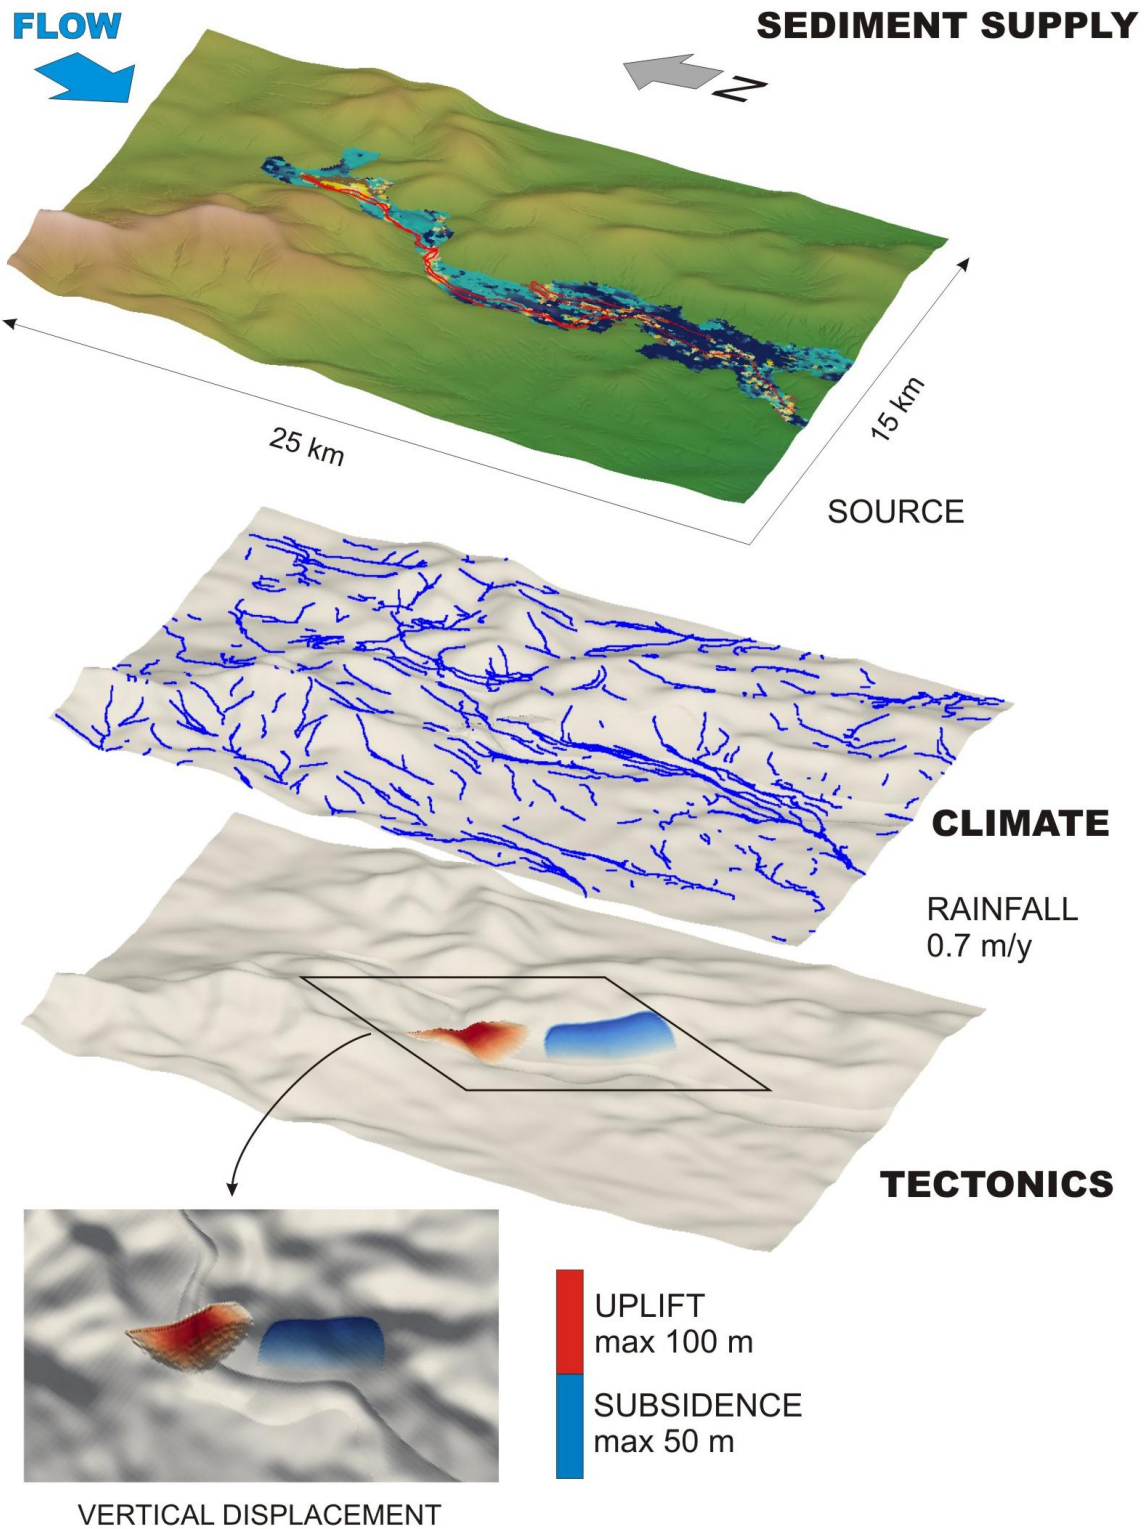 FLOW
SEDIMENT SUPPLY
N
25 km
15 km
SOURCE
CLIMATE
RAINFALL
0.7 m/y
TECTONICS
UPLIFT
max 100 m
SUBSIDENCE
max 50 m
VERTICAL DISPLACEMENT